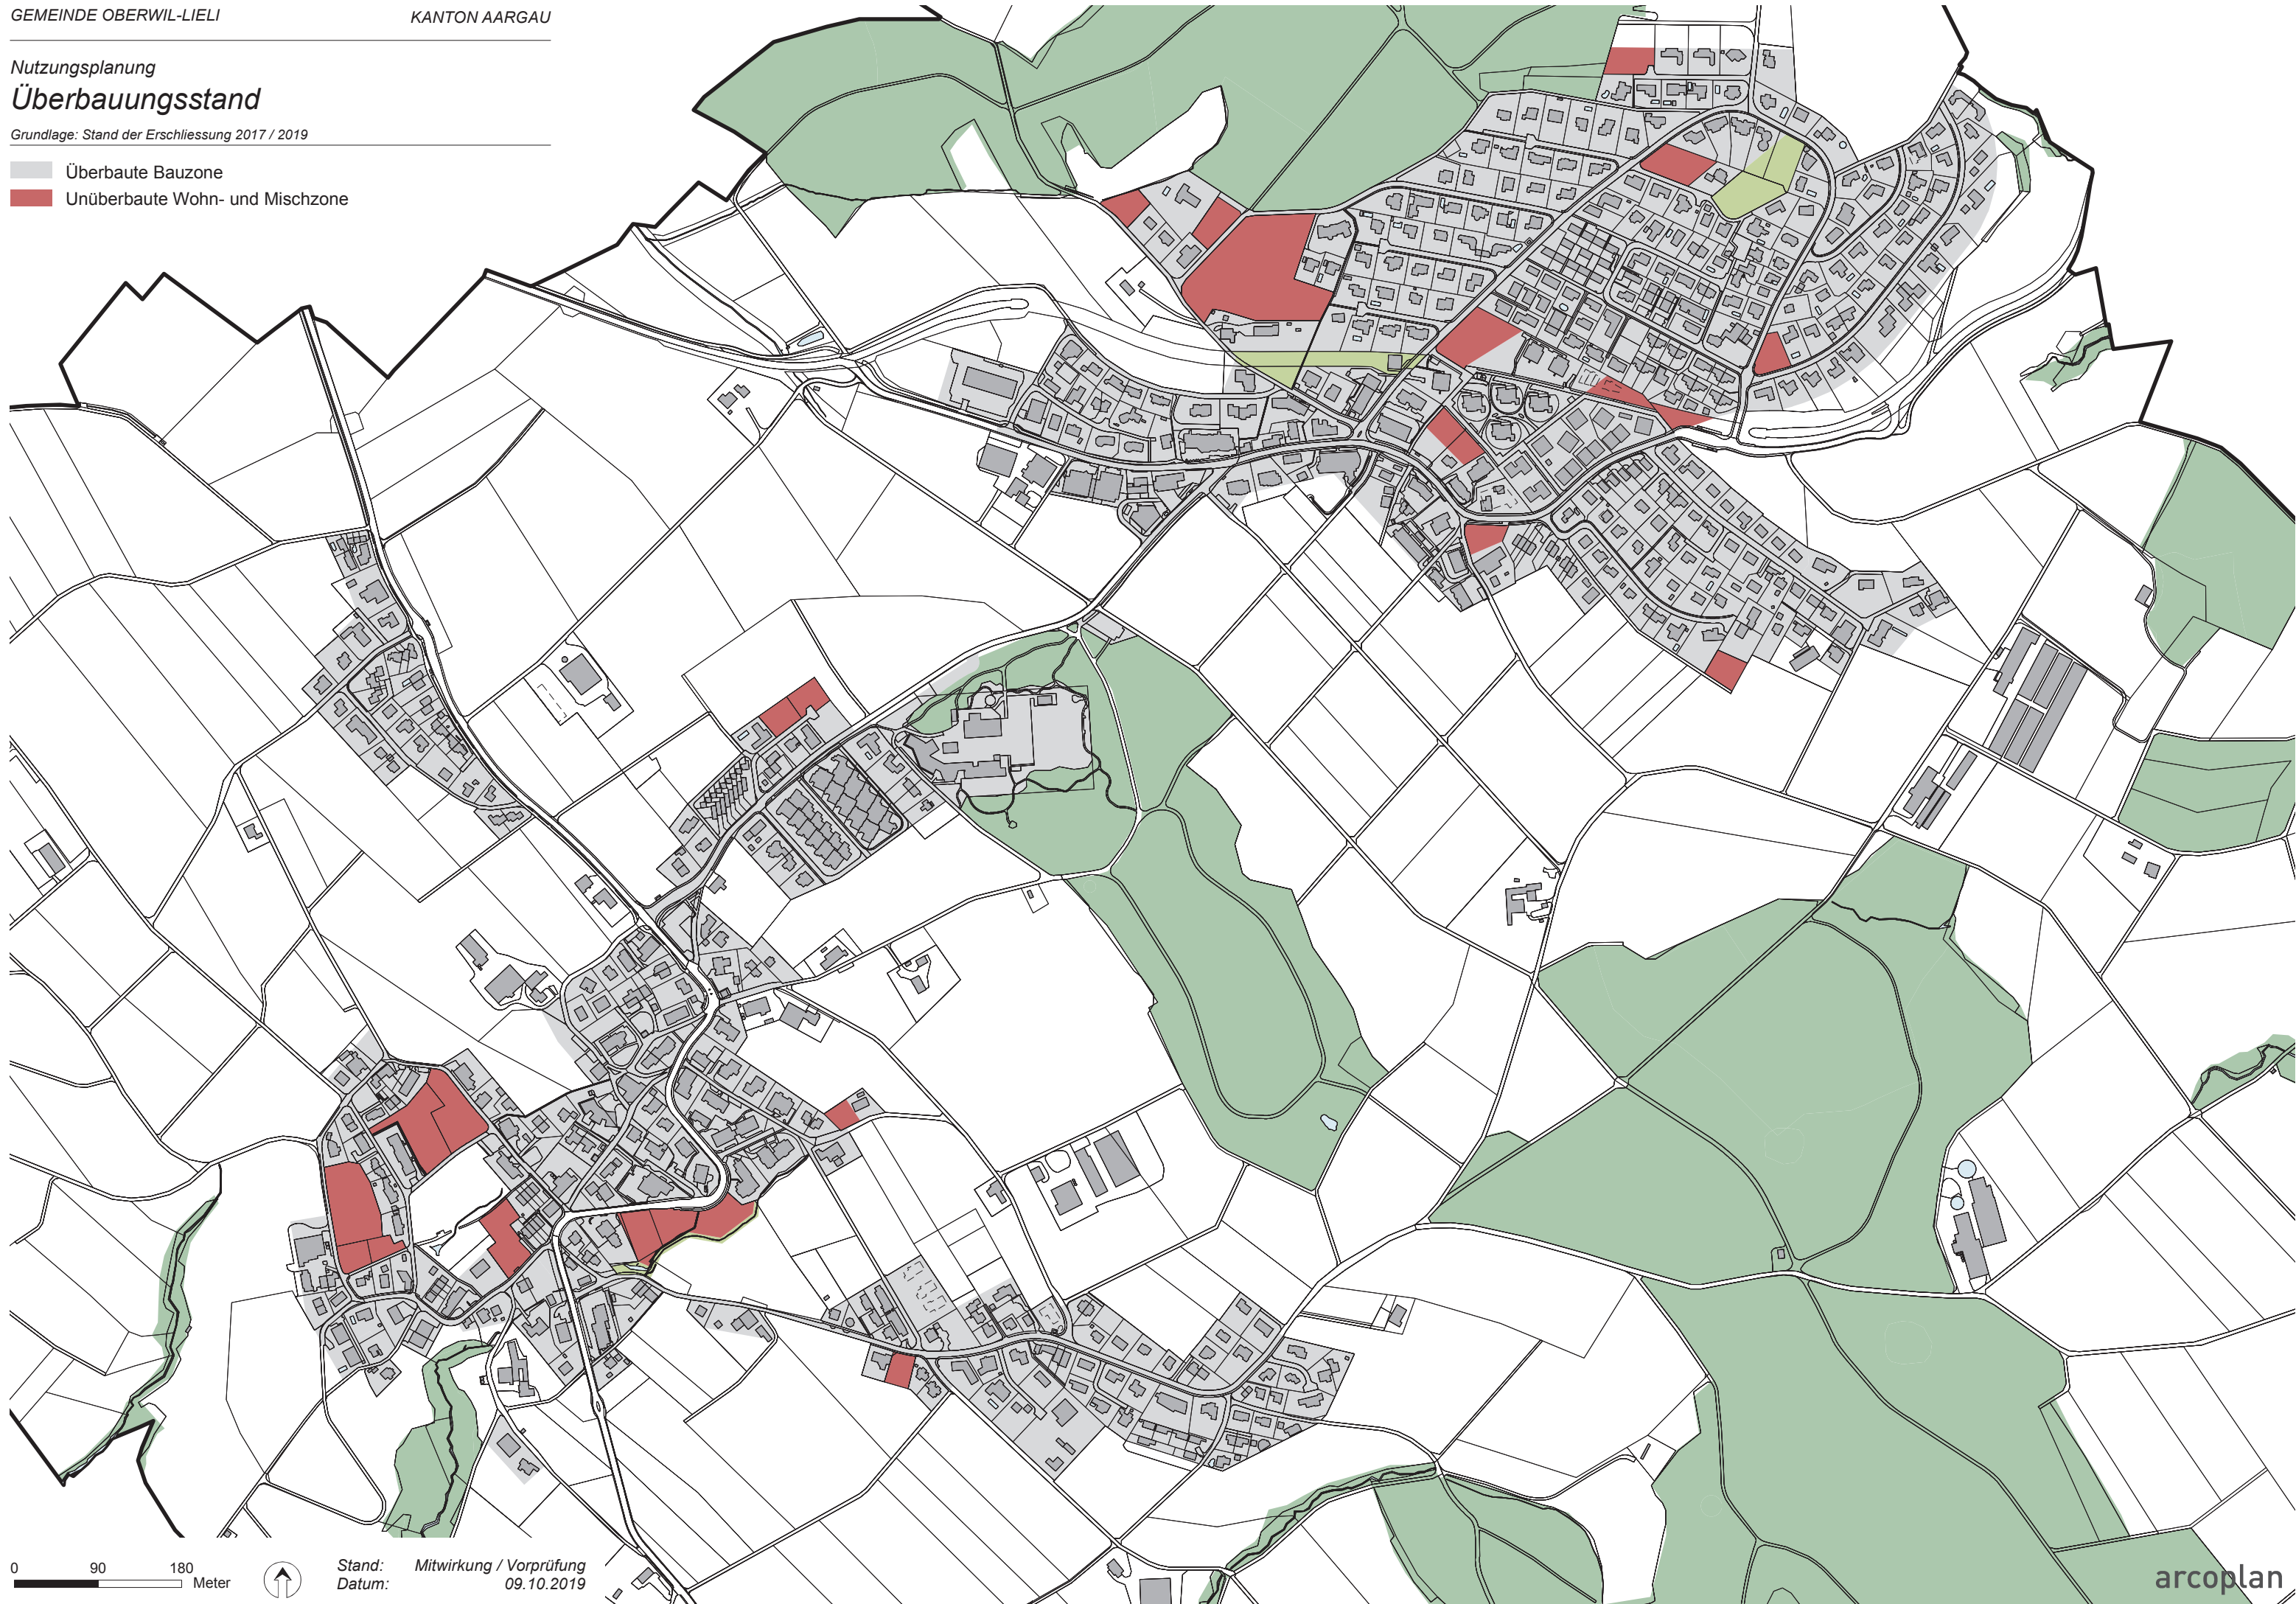 GEMEINDE OBERWIL-LIELI KANTON AARGAU
Nutzungsplanung
Überbauungsstand
Grundlage: Stand der Erschliessung 2017 / 2019
Überbaute Bauzone
Unüberbaute Wohn- und Mischzone
0 90 180
Meter
Stand: Mitwirkung / Vorprüfung
Datum: 09.10.2019
arcoplan